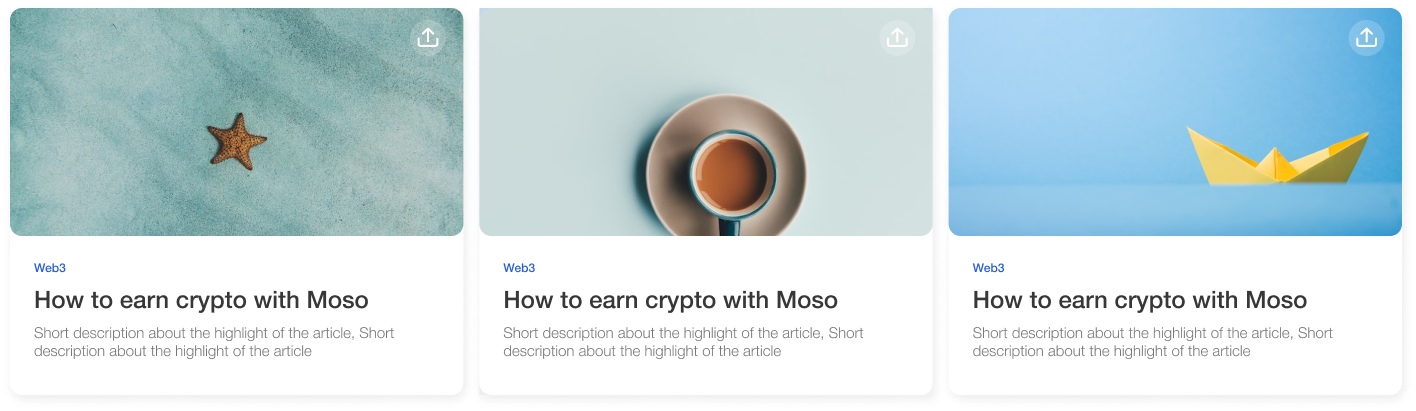 Web3
How to earn crypto with Moso
Short description about the highlight of the article, Short
description about the highlight of the article
Web3
How to earn crypto with Moso
Short description about the highlight of the article, Short
description about the highlight of the article
Web3
How to earn crypto with Moso
Short description about the highlight of the article, Short
description about the highlight of the article